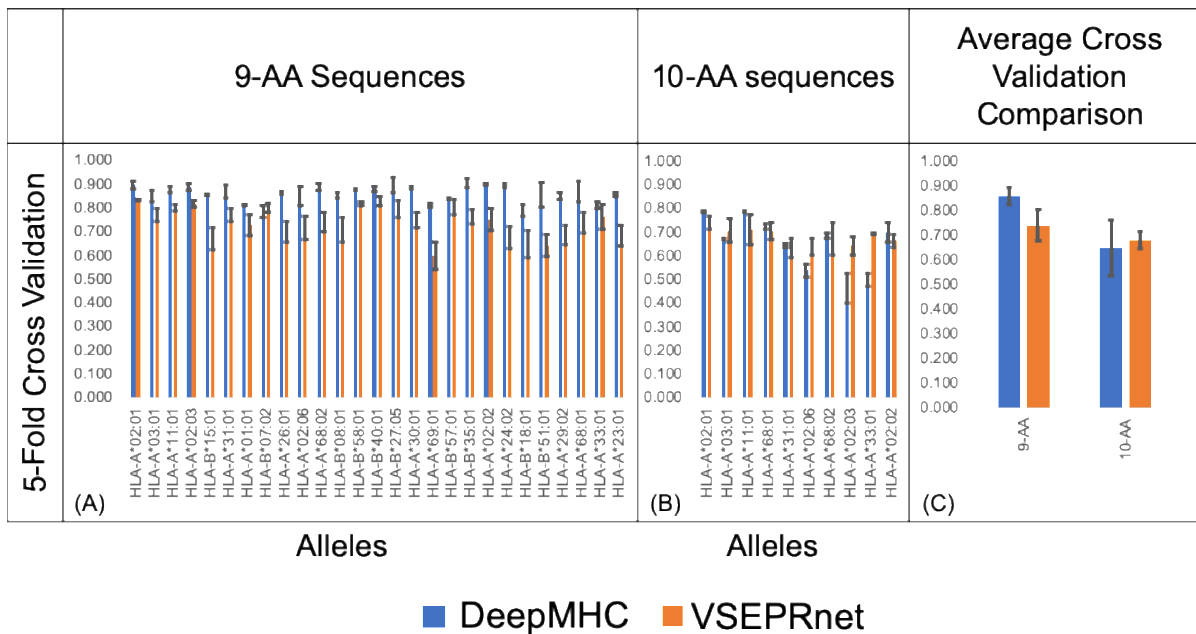 9-AA Sequences
10-AA sequences
Average Cross
Validation
Comparison
5-Fold Cross Validation
1.000
0.900
0.800
0.700
0.600
0.500
0.400
0.300
0.200
0.100
0.000
HLA-A*02:01
HLA-A*03:01
HLA-A*11:01
HLA-A*02:03
HLA-B*15:01
HLA-A*31:01
HLA-A*01:01
HLA-B*07:02
HLA-A*26:01
HLA-A*02:06
HLA-A*68:02
HLA-B*08:01
HLA-B*58:01
HLA-B*40:01
HLA-B*27:05
HLA-A*30:01
HLA-A*69:01
HLA-B*57:01
HLA-B*35:01
HLA-A*02:02
HLA-A*24:02
HLA-B*18:01
HLA-B*51:01
HLA-A*29:02
HLA-A*68:01
HLA-A*33:01
HLA-A*23:01
(A)
1.000
0.900
0.800
0.700
0.600
0.500
0.400
0.300
0.200
0.100
0.000
HLA-A*02:01
HLA-A*03:01
HLA-A*11:01
HLA-A*68:01
HLA-A*31:01
HLA-A*02:06
HLA-A*68:02
HLA-A*02:03
HLA-A*33:01
HLA-A*02:02
(B)
1.000
0.900
0.800
0.700
0.600
0.500
0.400
0.300
0.200
0.100
0.000
9-AA
10-AA
(C)
Alleles
Alleles
DeepMHC
VSEPRnet